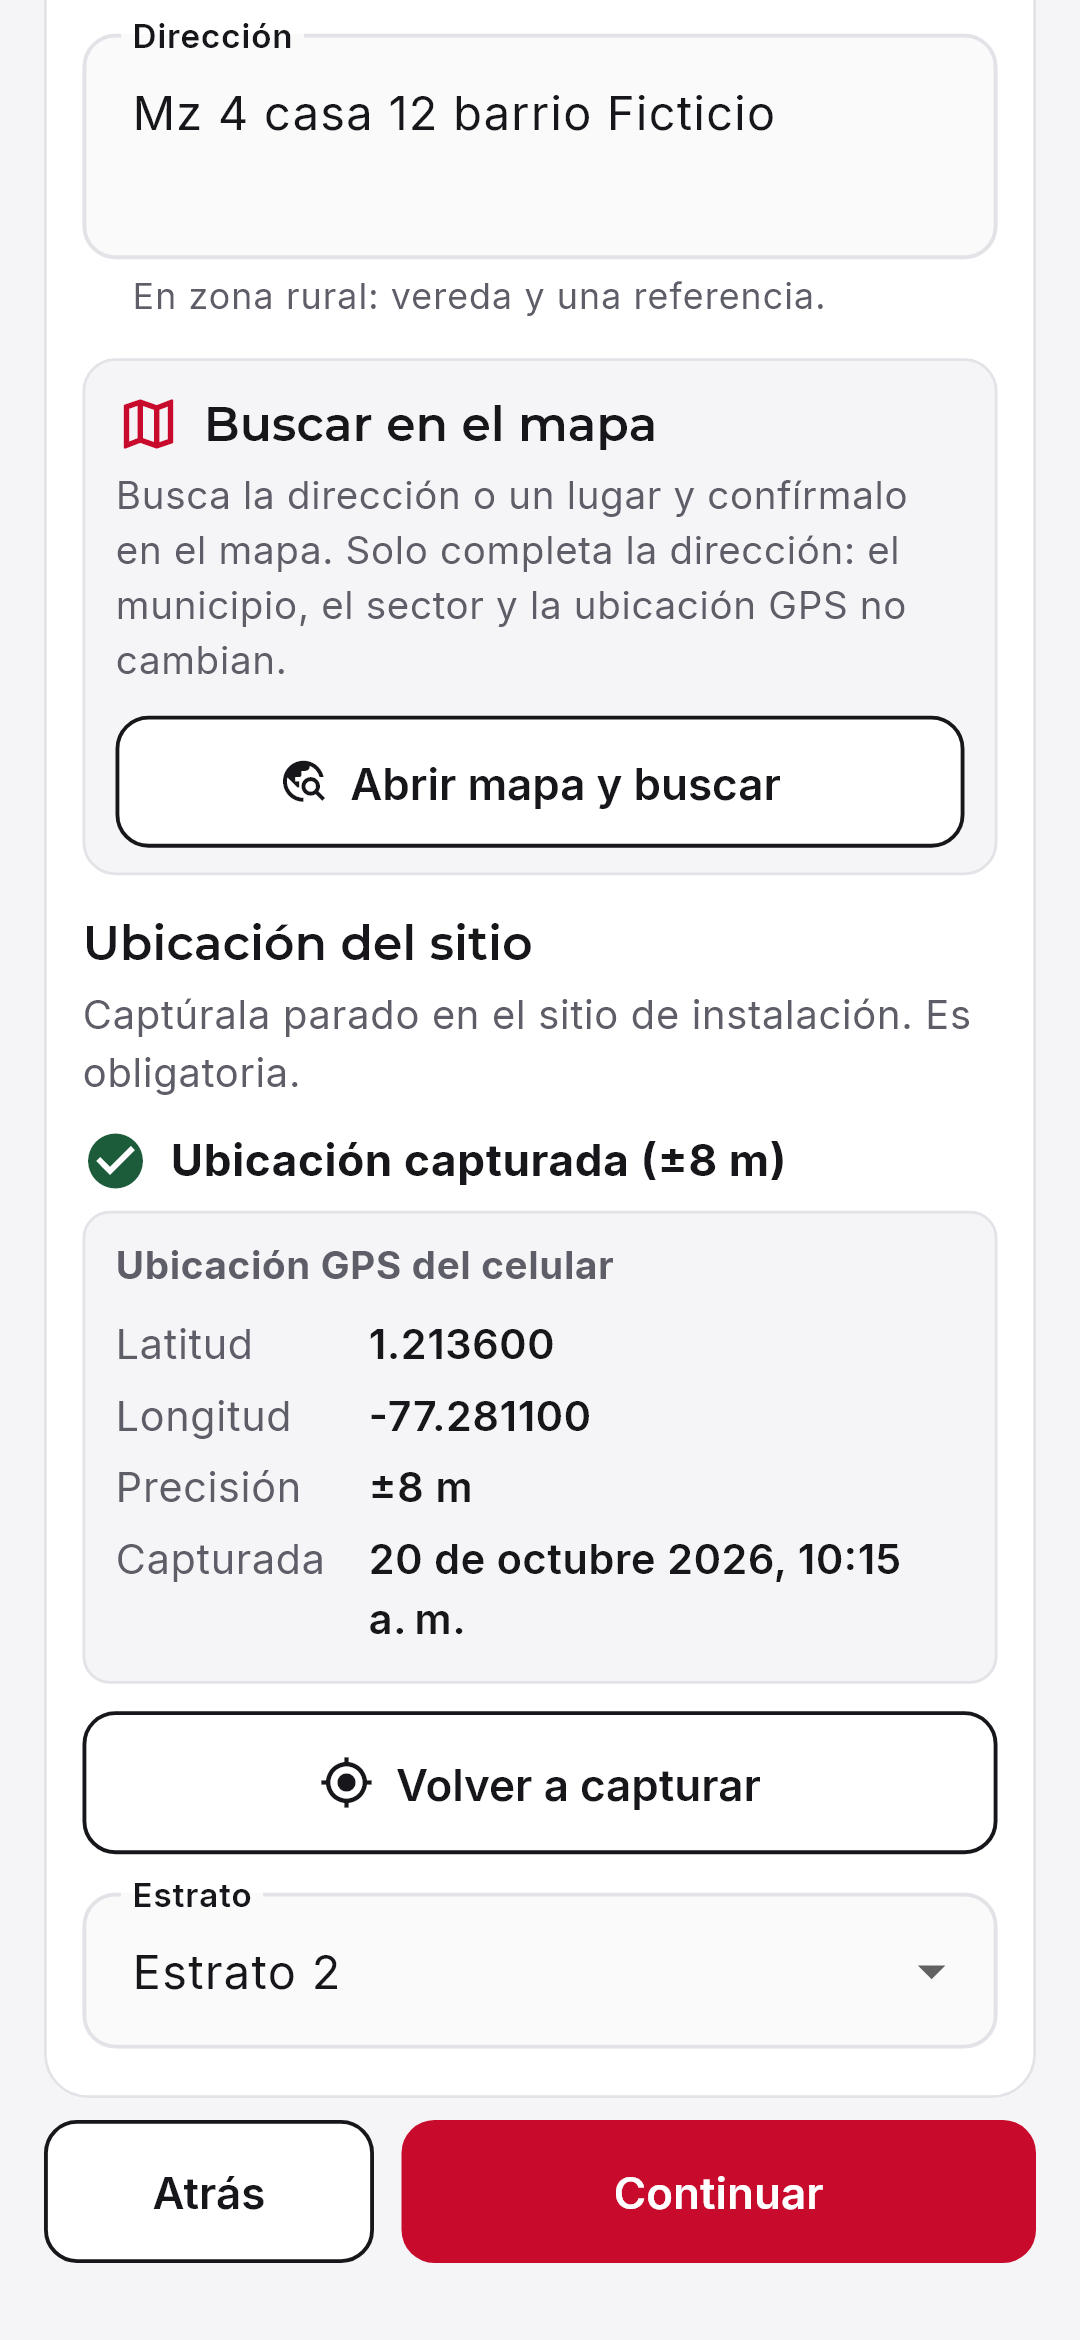 Dirección
Mz 4 casa 12 barrio Ficticio
En zona rural: vereda y una referencia.
Buscar en el mapa
Busca la dirección o un lugar y confírmalo
en el mapa. Solo completa la dirección: el
municipio, el sector y la ubicación GPS no
cambian.
Abrir mapa y buscar
Ubicación del sitio
Captúrala parado en el sitio de instalación. Es
obligatoria.
Ubicación capturada (±8 m)
Ubicación GPS del celular
Latitud 1.213600
Longitud -77.281100
Precisión ±8 m
Capturada 20 de octubre 2026, 10:15
a. m.
Volver a capturar
Estrato
Estrato 2
Atrás Continuar